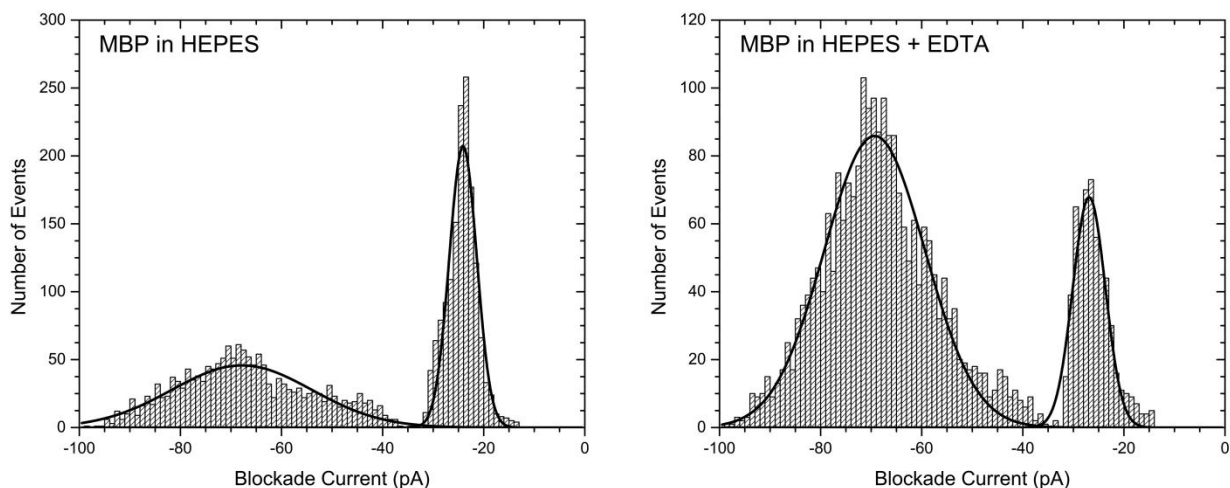 MBP in HEPES
300
250
200
150
100
50
0
Number of Events
-100 -80 -60 -40 -20 0
Blockade Current (pA)
MBP in HEPES + EDTA
120
100
80
60
40
20
0
Number of Events
-100 -80 -60 -40 -20 0
Blockade Current (pA)